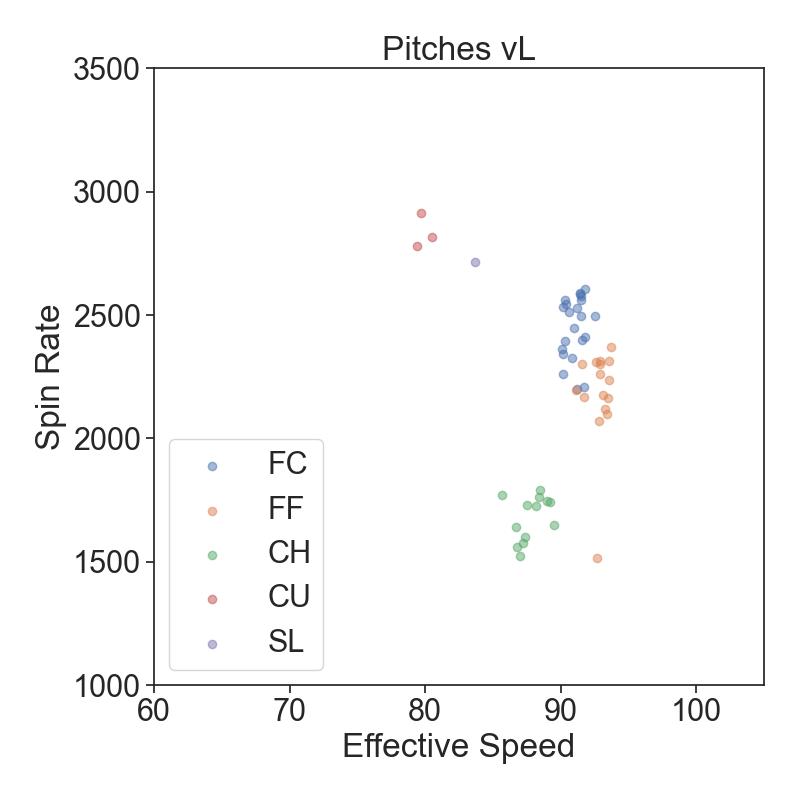 Pitches vL
3500
3000
2500
2000
1500
1000
Spin Rate
FC
FF
CH
CU
SL
60 70 80 90 100
Effective Speed